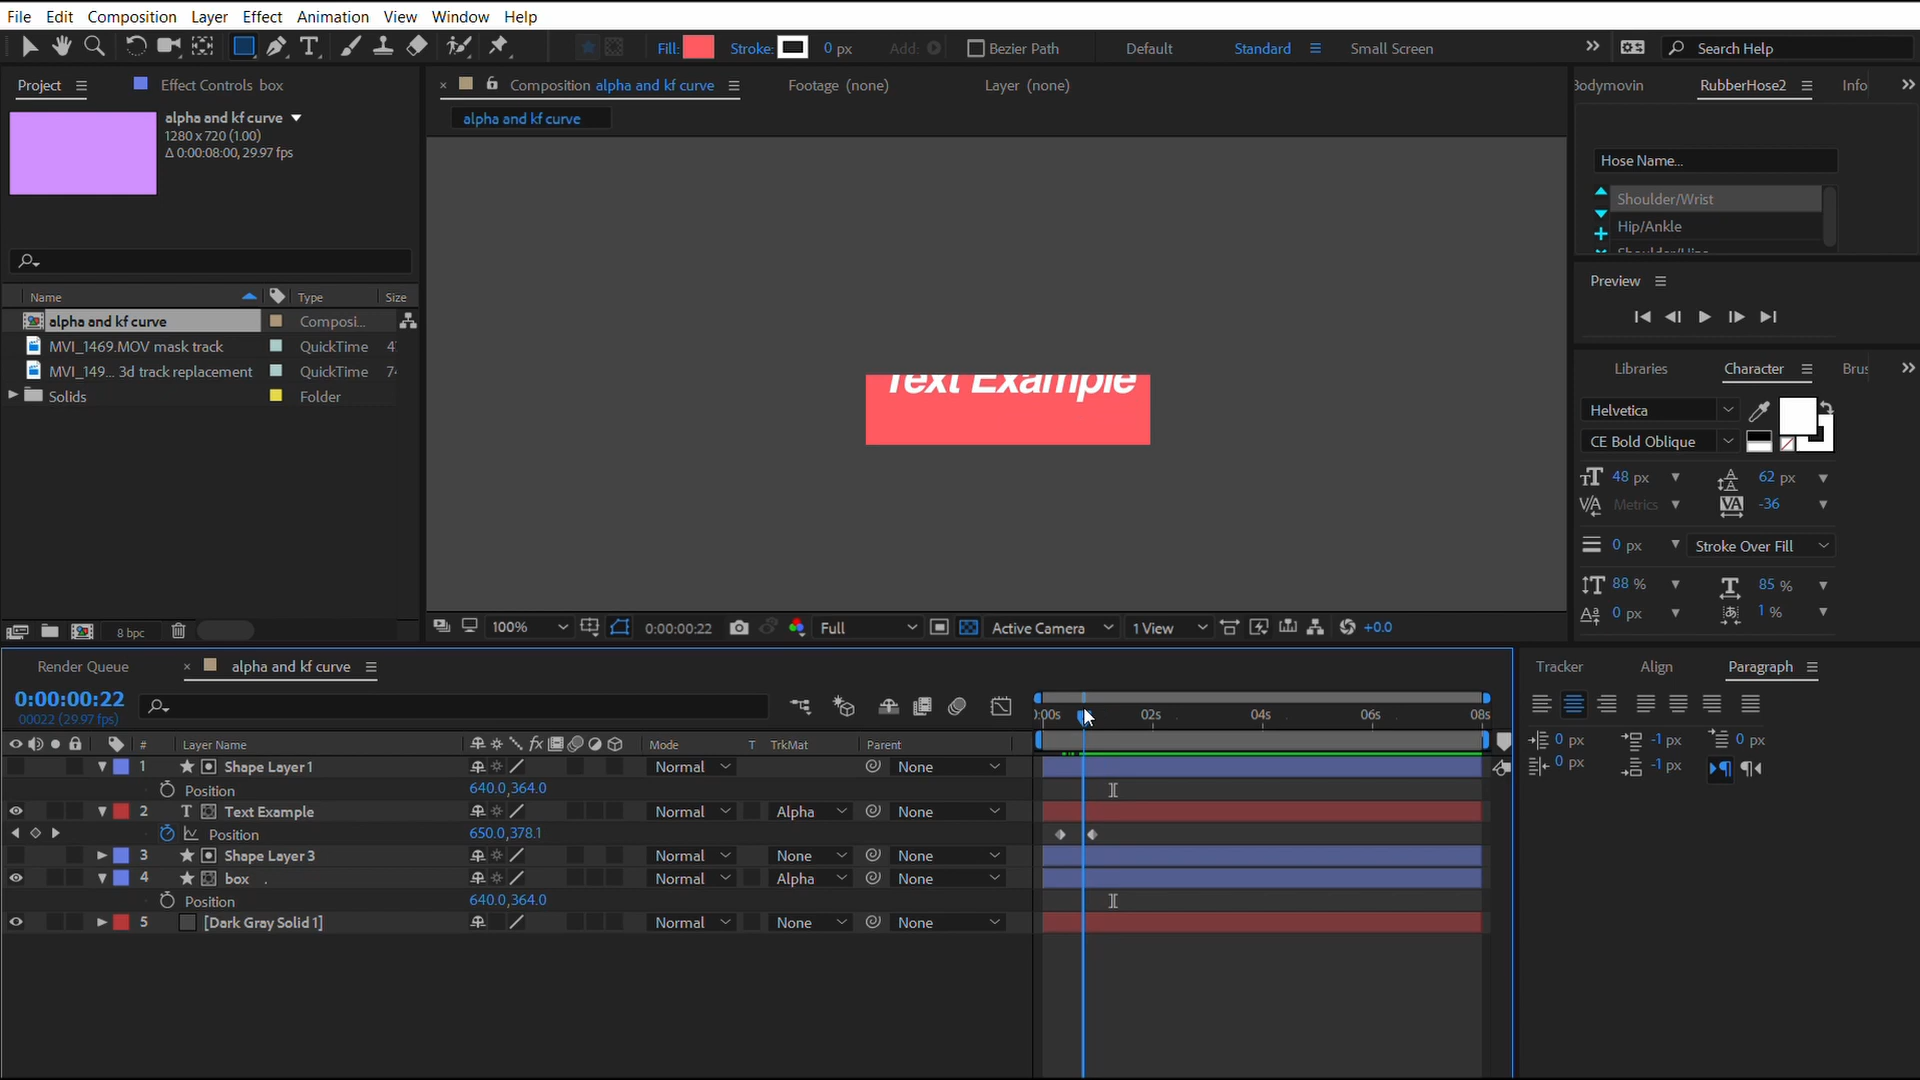 File Edit Composition Layer Effect Animation View Window Help
Fill: Stroke: 0 px Add: Bezier Path Default Standard Small Screen Search Help
Project Effect Controls box
Composition alpha and kf curve Footage (none) Layer (none)
alpha and kf curve
alpha and kf curve
1280 x 720 (1.00)
Δ 0:00:08:00, 29.97 fps
Bodymovin RubberHose2 Info
Hose Name...
Shoulder/Wrist
Hip/Ankle
Preview
Name Type Size
alpha and kf curve Composi...
MVI_1469.MOV mask track QuickTime
MVI_149... 3d track replacement QuickTime
Solids Folder
Text Example
Libraries Character Brus
Helvetica
CE Bold Oblique
48 px 62 px
Metrics -36
0 px Stroke Over Fill
88 % 85 %
0 px 1 %
8 bpc
100% 0:00:00:22 Full Active Camera 1 View +0.0
Render Queue alpha and kf curve
Tracker Align Paragraph
0:00:00:22
00022 (29.97 fps)
0:00s 02s 04s 06s 08s
# Layer Name fx Mode T TrkMat Parent
1 Shape Layer 1 Normal None
Position 640.0,364.0
2 T Text Example Normal Alpha None
Position 650.0,378.1
3 Shape Layer 3 Normal None None
4 box . Normal Alpha None
Position 640.0,364.0
5 [Dark Gray Solid 1] Normal None None
0 px -1 px 0 px
0 px -1 px